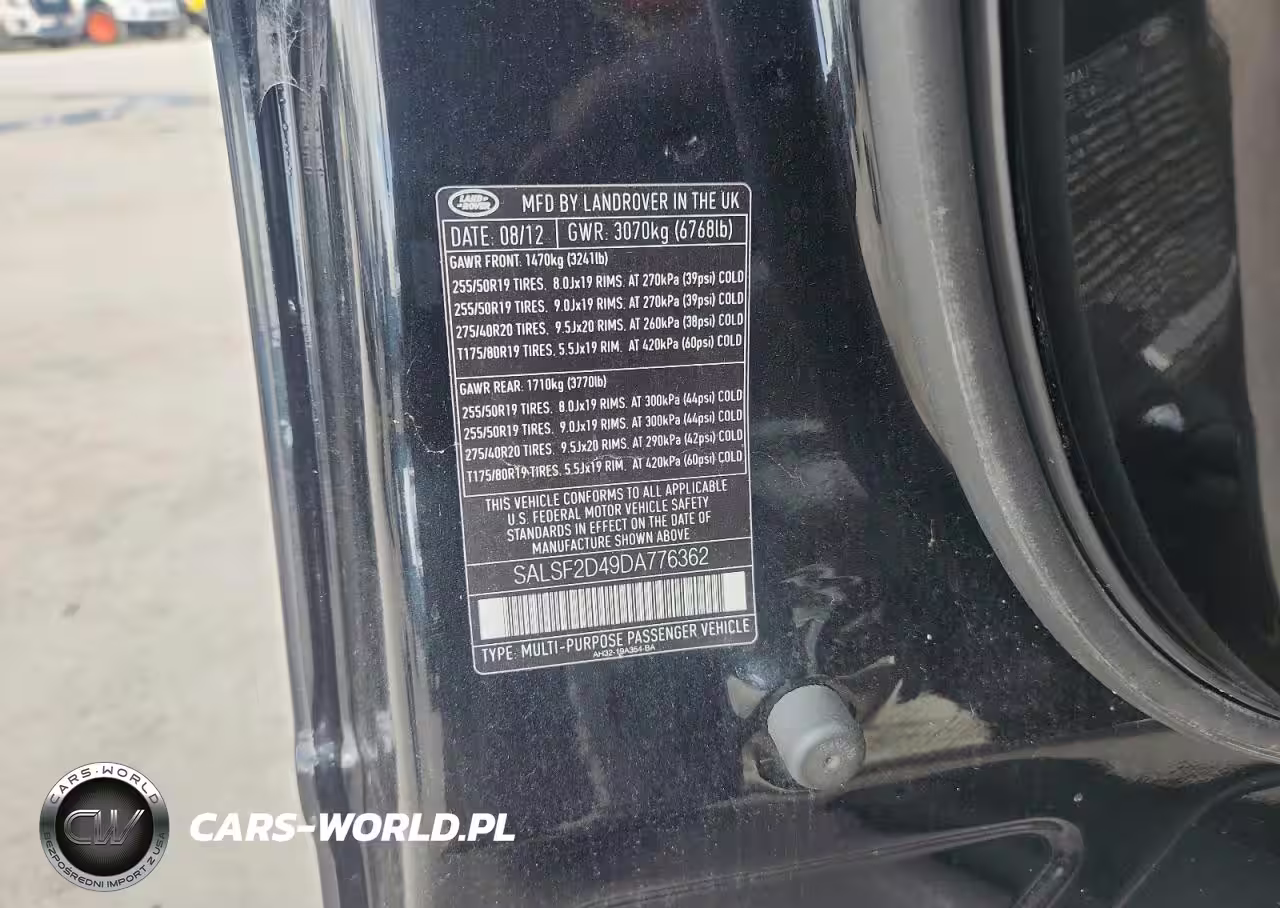 LAND ROVER
MFD BY LANDROVER IN THE UK
DATE: 08/12 GWR: 3070kg (6768lb)
GAWR FRONT: 1470kg (3241lb)
255/50R19 TIRES. 8.0Jx19 RIMS. AT 270kPa (39psi) COLD
255/50R19 TIRES. 9.0Jx19 RIMS. AT 270kPa (39psi) COLD
275/40R20 TIRES. 9.5Jx20 RIMS. AT 260kPa (38psi) COLD
T175/80R19 TIRES. 5.5Jx19 RIM. AT 420kPa (60psi) COLD
GAWR REAR: 1710kg (3770lb)
255/50R19 TIRES. 8.0Jx19 RIMS. AT 300kPa (44psi) COLD
255/50R19 TIRES. 9.0Jx19 RIMS. AT 300kPa (44psi) COLD
275/40R20 TIRES. 9.5Jx20 RIMS. AT 290kPa (42psi) COLD
T175/80R19 TIRES. 5.5Jx19 RIM. AT 420kPa (60psi) COLD
THIS VEHICLE CONFORMS TO ALL APPLICABLE
U.S. FEDERAL MOTOR VEHICLE SAFETY
STANDARDS IN EFFECT ON THE DATE OF
MANUFACTURE SHOWN ABOVE
SALSF2D49DA776362
TYPE: MULTI-PURPOSE PASSENGER VEHICLE
AH32-19A354-BA
CARS-WORLD
CW
BEZPOŚREDNI IMPORT Z USA
CARS-WORLD.PL